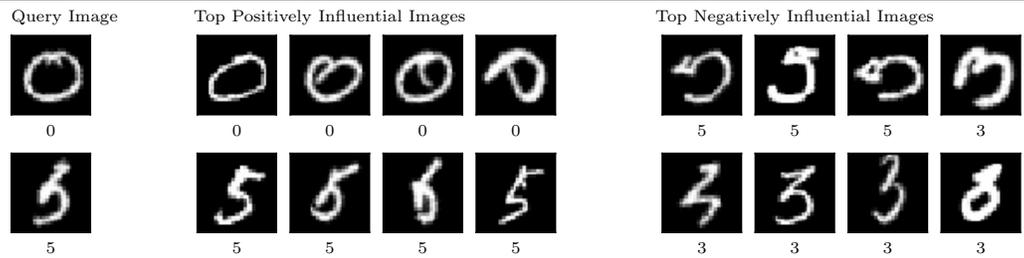 Query Image Top Positively Influential Images Top Negatively Influential Images
0 0 0 0 0 5 5 5 3
5 5 5 5 5 3 3 3 3